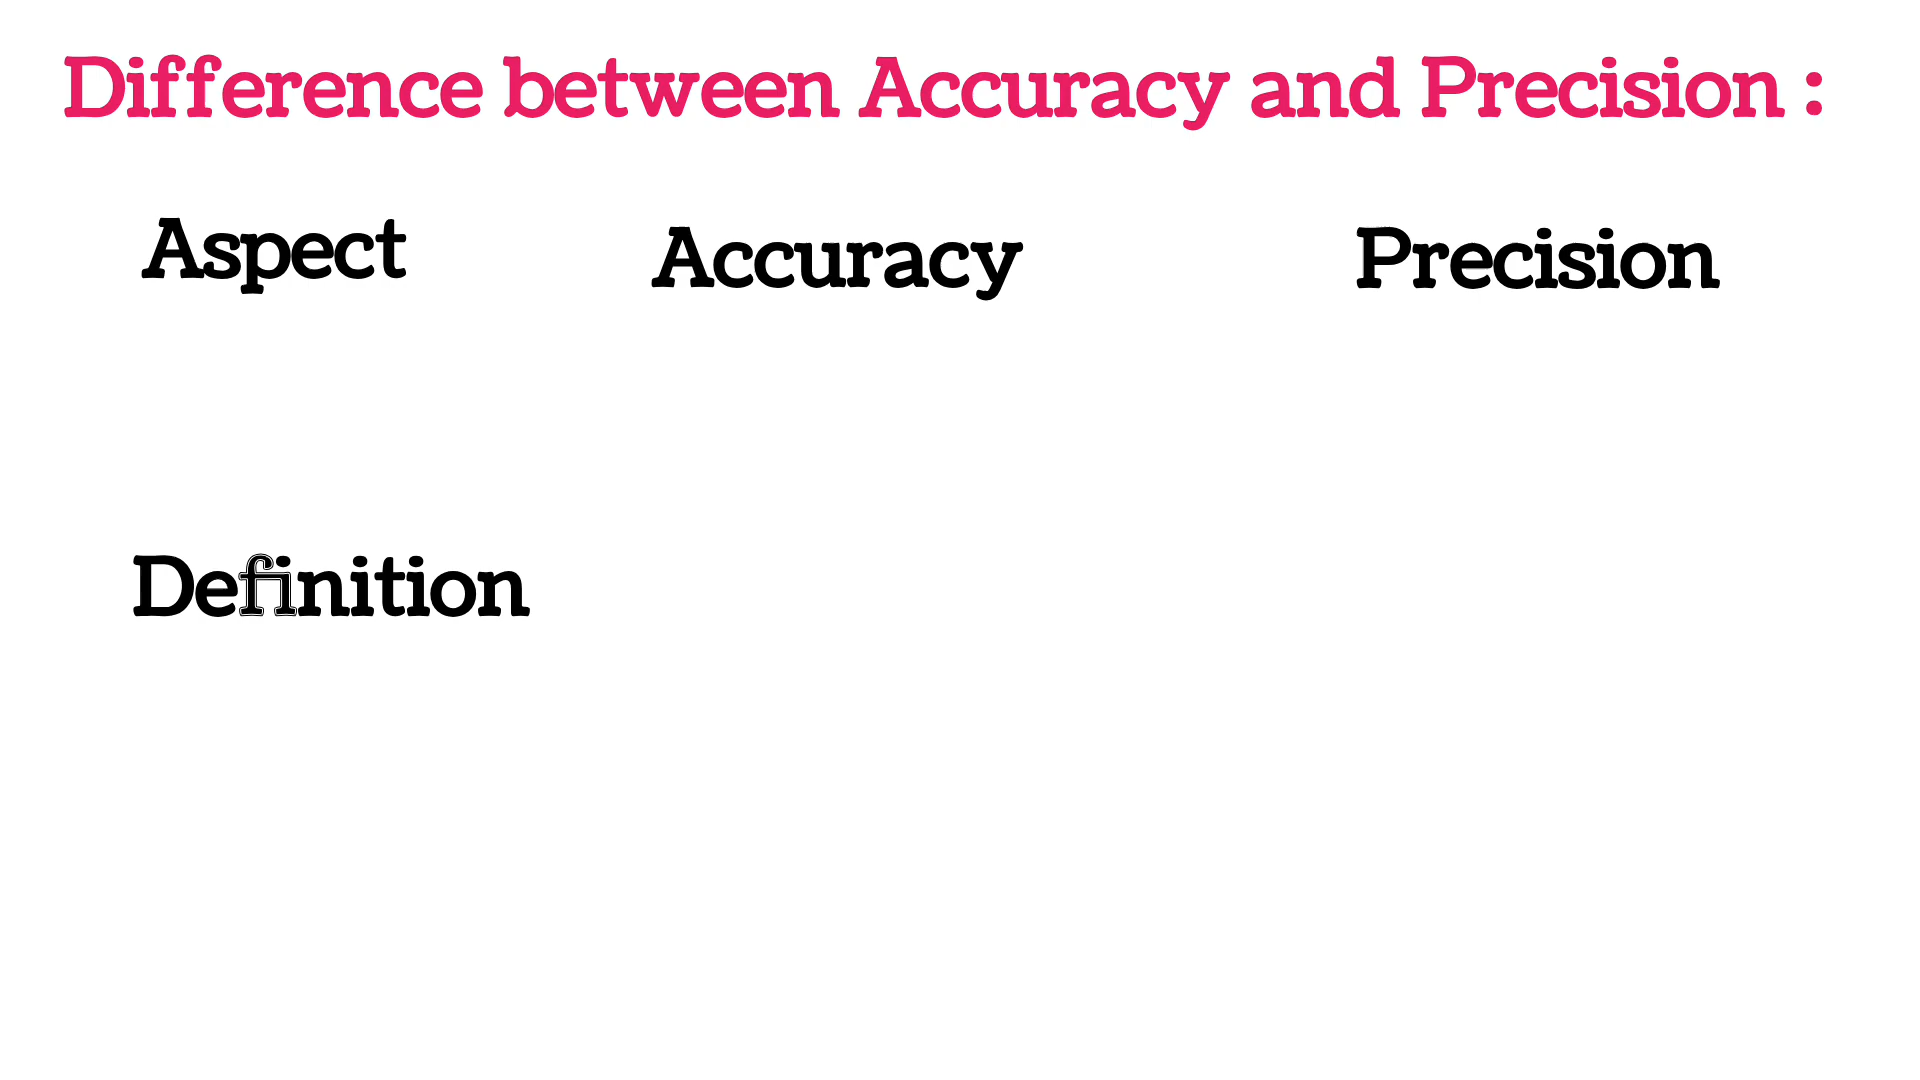 Difference between Accuracy and Precision :
Aspect Accuracy Precision
Definition